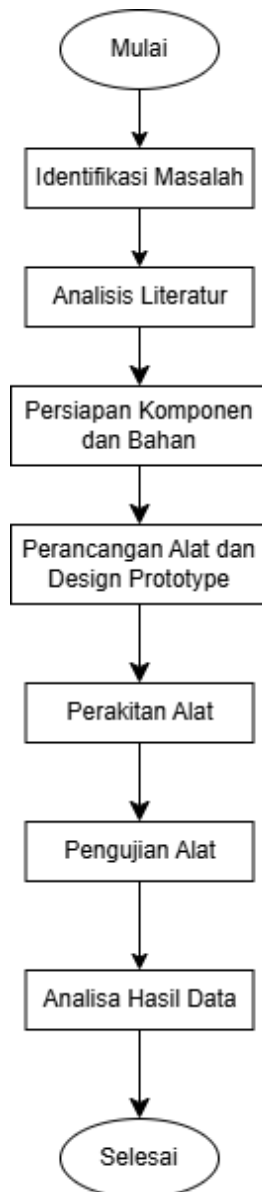 Mulai
Identifikasi Masalah
Analisis Literatur
Persiapan Komponen
dan Bahan
Perancangan Alat dan
Design Prototype
Perakitan Alat
Pengujian Alat
Analisa Hasil Data
Selesai